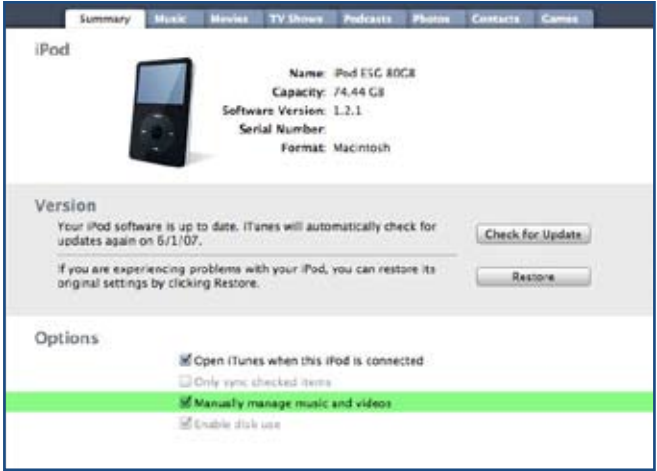 Summary Music Movies TV Shows Podcasts Photos Contacts Games
iPod
Name: iPod ESG 80GB
Capacity: 74.44 GB
Software Version: 1.2.1
Serial Number:
Format: Macintosh
Version
Your iPod software is up to date. iTunes will automatically check for
updates again on 6/1/07.
Check for Update
If you are experiencing problems with your iPod, you can restore its
original settings by clicking Restore.
Restore
Options
Open iTunes when this iPod is connected
Only sync checked items
Manually manage music and videos
Enable disk use